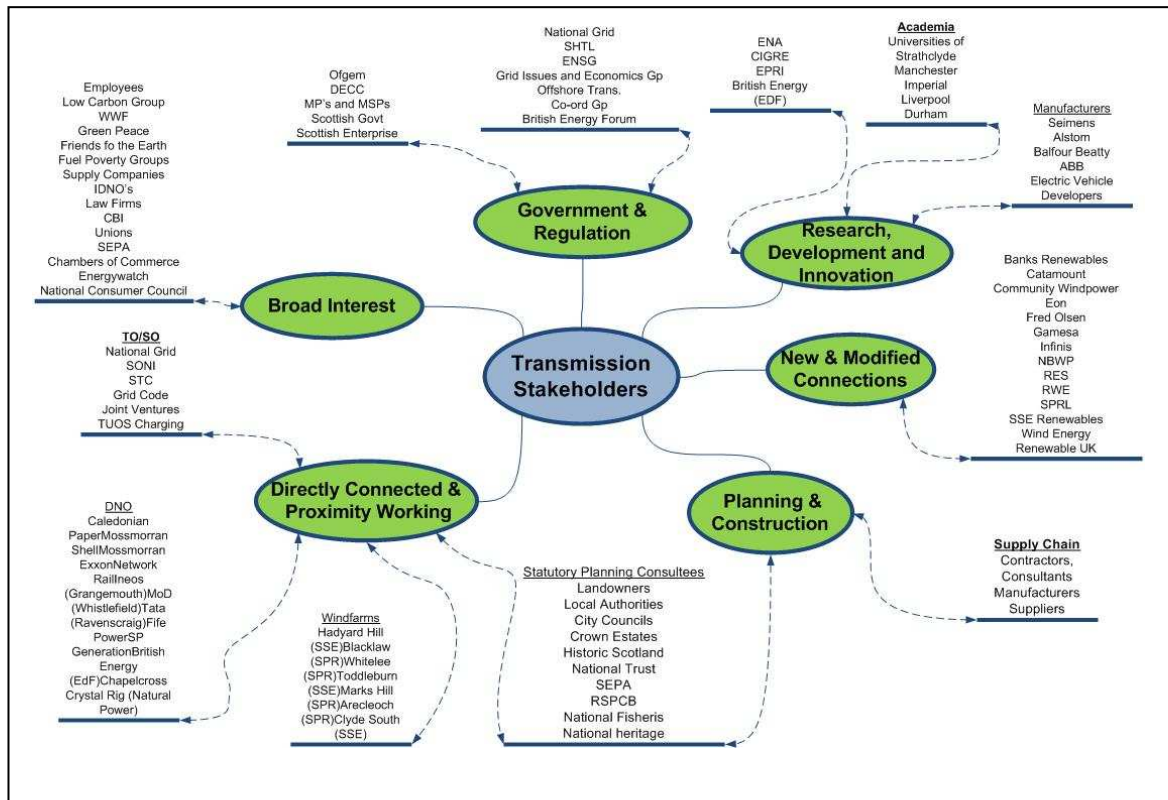 National Grid
SHTL
ENSG
Grid Issues and Economics Gp
Offshore Trans.
Co-ord Gp
British Energy Forum
Ofgem
DECC
MP's and MSPs
Scottish Govt
Scottish Enterprise
ENA
CIGRE
EPRI
British Energy
(EDF)
Academia
Universities of
Strathclyde
Manchester
Imperial
Liverpool
Durham
Manufacturers
Seimens
Alstom
Balfour Beatty
ABB
Electric Vehicle
Developers
Employees
Low Carbon Group
WWF
Green Peace
Friends fo the Earth
Fuel Poverty Groups
Supply Companies
IDNO's
Law Firms
CBI
Unions
SEPA
Chambers of Commerce
Energywatch
National Consumer Council
Government &
Regulation
Research,
Development and
Innovation
Broad Interest
Transmission
Stakeholders
New & Modified
Connections
Banks Renewables
Catamount
Community Windpower
Eon
Fred Olsen
Gamesa
Infinis
NBWP
RES
RWE
SPRL
SSE Renewables
Wind Energy
Renewable UK
TO/SO
National Grid
SONI
STC
Grid Code
Joint Ventures
TUOS Charging
Directly Connected &
Proximity Working
Planning &
Construction
DNO
Caledonian
PaperMossmorran
ShellMossmorran
ExxonNetwork
RailIneos
(Grangemouth)MoD
(Whistlefield)Tata
(Ravenscraig)Fife
PowerSP
GenerationBritish
Energy
(EdF)Chapelcross
Crystal Rig (Natural
Power)
Windfarms
Hadyard Hill
(SSE)Blacklaw
(SPR)Whitelee
(SPR)Toddleburn
(SSE)Marks Hill
(SPR)Arecleoch
(SPR)Clyde South
(SSE)
Statutory Planning Consultees
Landowners
Local Authorities
City Councils
Crown Estates
Historic Scotland
National Trust
SEPA
RSPCB
National Fisheris
National heritage
Supply Chain
Contractors,
Consultants
Manufacturers
Suppliers